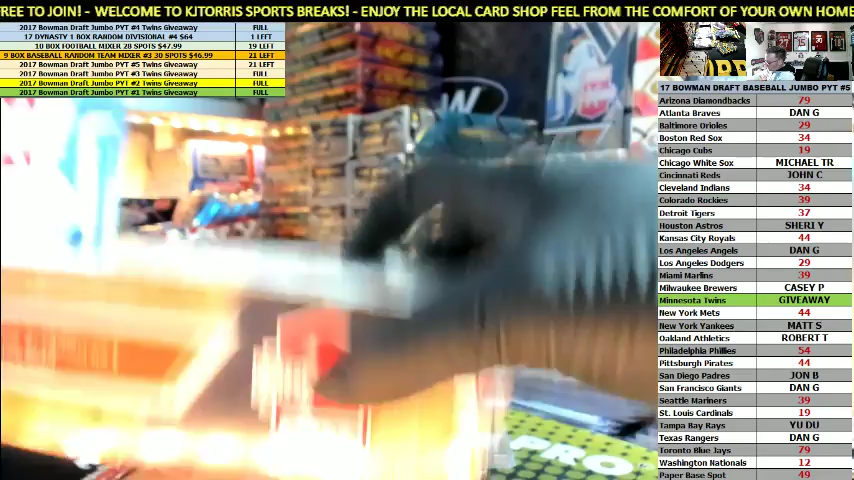 FREE TO JOIN! - WELCOME TO KJTORRIS SPORTS BREAKS! - ENJOY THE LOCAL CARD SHOP FEEL FROM THE COMFORT OF YOUR OWN HOME
2017 Bowman Draft Jumbo PYT #4 Twins Giveaway FULL
17 DYNASTY 1 BOX RANDOM DIVISIONAL #4 $64 1 LEFT
10 BOX FOOTBALL MIXER 28 SPOTS $47.99 19 LEFT
9 BOX BASEBALL RANDOM TEAM MIXER #3 30 SPOTS $46.99 21 LEFT
2017 Bowman Draft Jumbo PYT #5 Twins Giveaway 21 LEFT
2017 Bowman Draft Jumbo PYT #3 Twins Giveaway FULL
2017 Bowman Draft Jumbo PYT #2 Twins Giveaway FULL
2017 Bowman Draft Jumbo PYT #1 Twins Giveaway FULL
17 BOWMAN DRAFT BASEBALL JUMBO PYT #5
Arizona Diamondbacks 79
Atlanta Braves DAN G
Baltimore Orioles 29
Boston Red Sox 34
Chicago Cubs 19
Chicago White Sox MICHAEL TR
Cincinnati Reds JOHN C
Cleveland Indians 34
Colorado Rockies 39
Detroit Tigers 37
Houston Astros SHERI Y
Kansas City Royals 44
Los Angeles Angels DAN G
Los Angeles Dodgers 29
Miami Marlins 39
Milwaukee Brewers CASEY P
Minnesota Twins GIVEAWAY
New York Mets 44
New York Yankees MATT S
Oakland Athletics ROBERT T
Philadelphia Phillies 54
Pittsburgh Pirates 44
San Diego Padres JON B
San Francisco Giants DAN G
Seattle Mariners 39
St. Louis Cardinals 19
Tampa Bay Rays YU DU
Texas Rangers DAN G
Toronto Blue Jays 79
Washington Nationals 12
Paper Base Spot 49
PRO